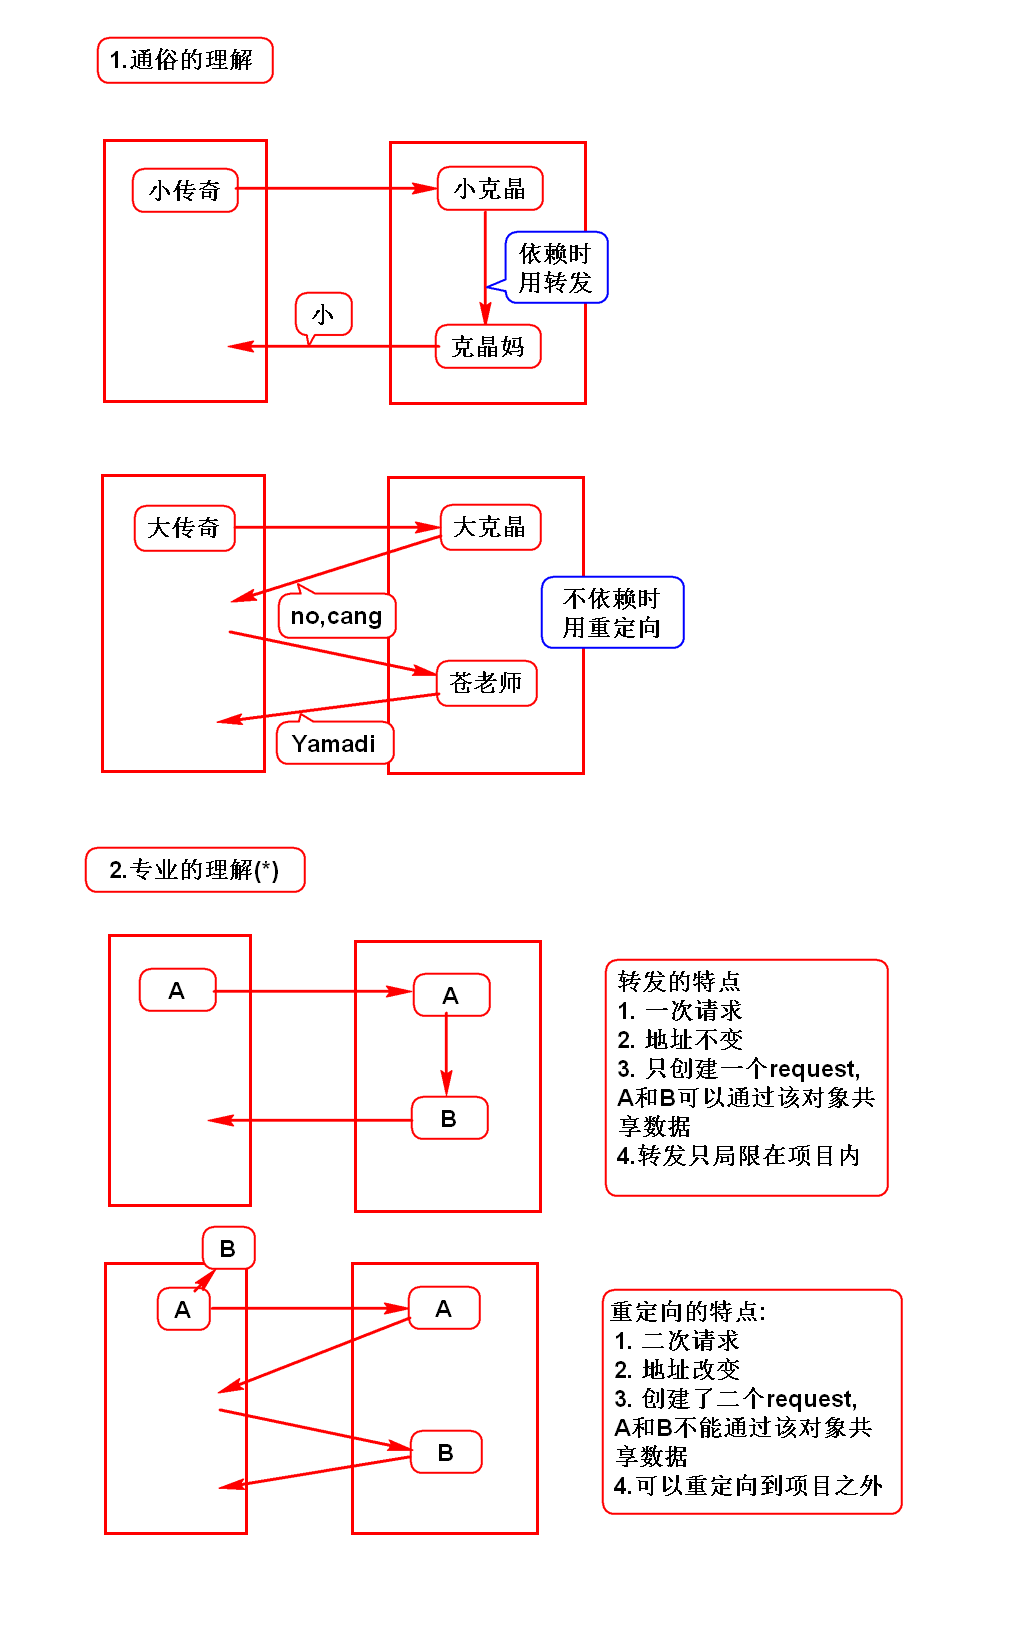 1.通俗的理解
小传奇
小克晶
依赖时
用转发
小
克晶妈
大传奇
大克晶
no,cang
不依赖时
用重定向
苍老师
Yamadi
2.专业的理解(*)
A
A
B
转发的特点
1. 一次请求
2. 地址不变
3. 只创建一个request,
A和B可以通过该对象共
享数据
4.转发只局限在项目内
B
A
A
B
重定向的特点:
1. 二次请求
2. 地址改变
3. 创建了二个request,
A和B不能通过该对象共
享数据
4.可以重定向到项目之外